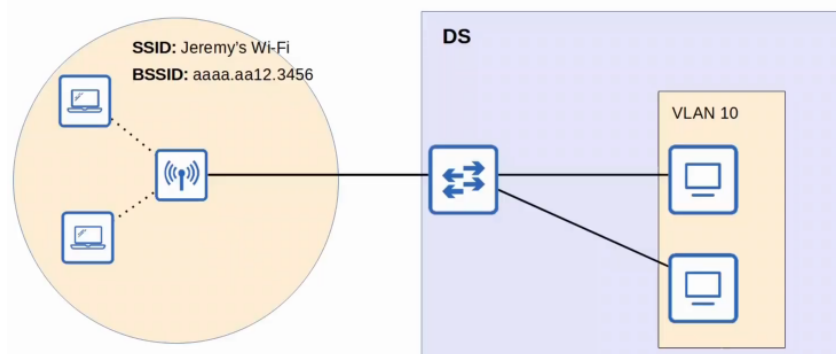 SSID: Jeremy's Wi-Fi
BSSID: aaaa.aa12.3456
DS
VLAN 10